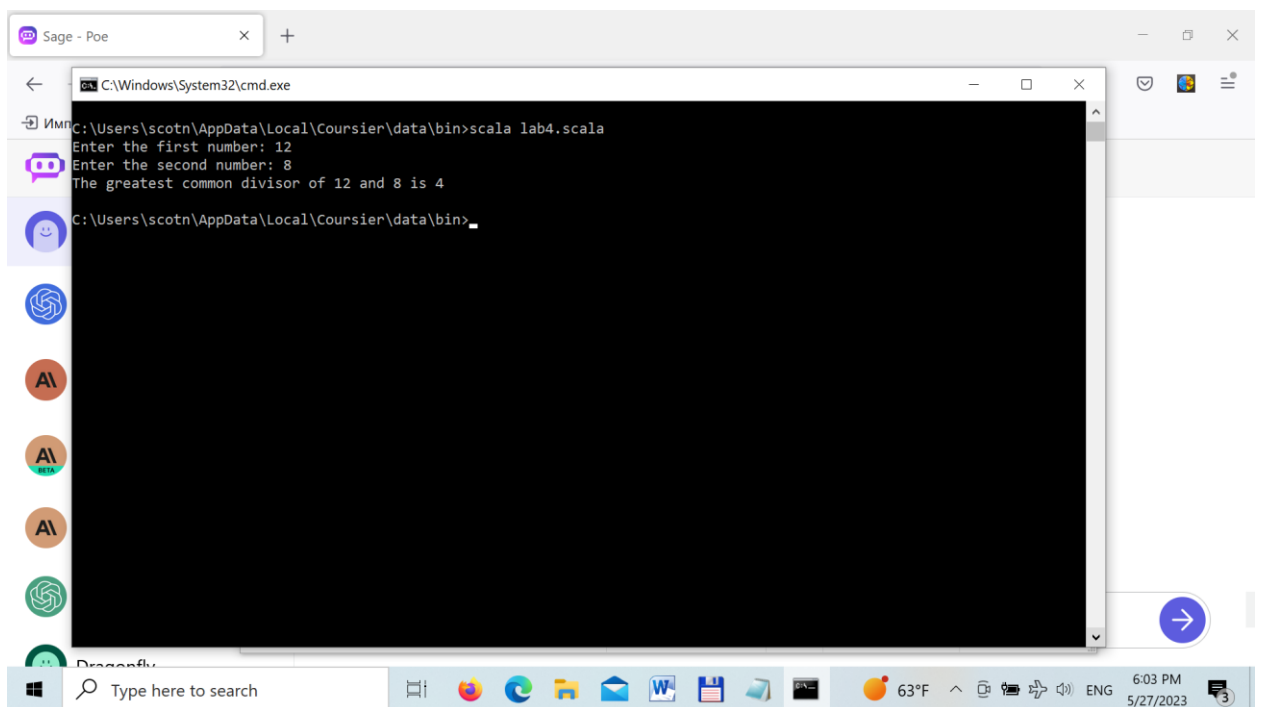 Sage - Poe
C:\Windows\System32\cmd.exe
Имп
C:\Users\scotn\AppData\Local\Coursier\data\bin>scala lab4.scala
Enter the first number: 12
Enter the second number: 8
The greatest common divisor of 12 and 8 is 4
C:\Users\scotn\AppData\Local\Coursier\data\bin>
A\
A\
BETA
A\
Dragonfly
Type here to search
63°F
ENG
6:03 PM
5/27/2023
3